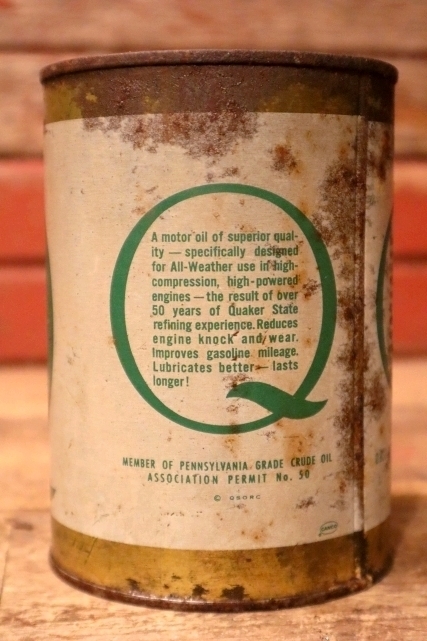 A motor oil of superior qual-
ity — specifically designed
for All-Weather use in high-
compression, high-powered
engines — the result of over
50 years of Quaker State
refining experience. Reduces
engine knock and wear.
Improves gasoline mileage.
Lubricates better — lasts
longer!
MEMBER OF PENNSYLVANIA GRADE CRUDE OIL
ASSOCIATION PERMIT No. 50
© QSORC